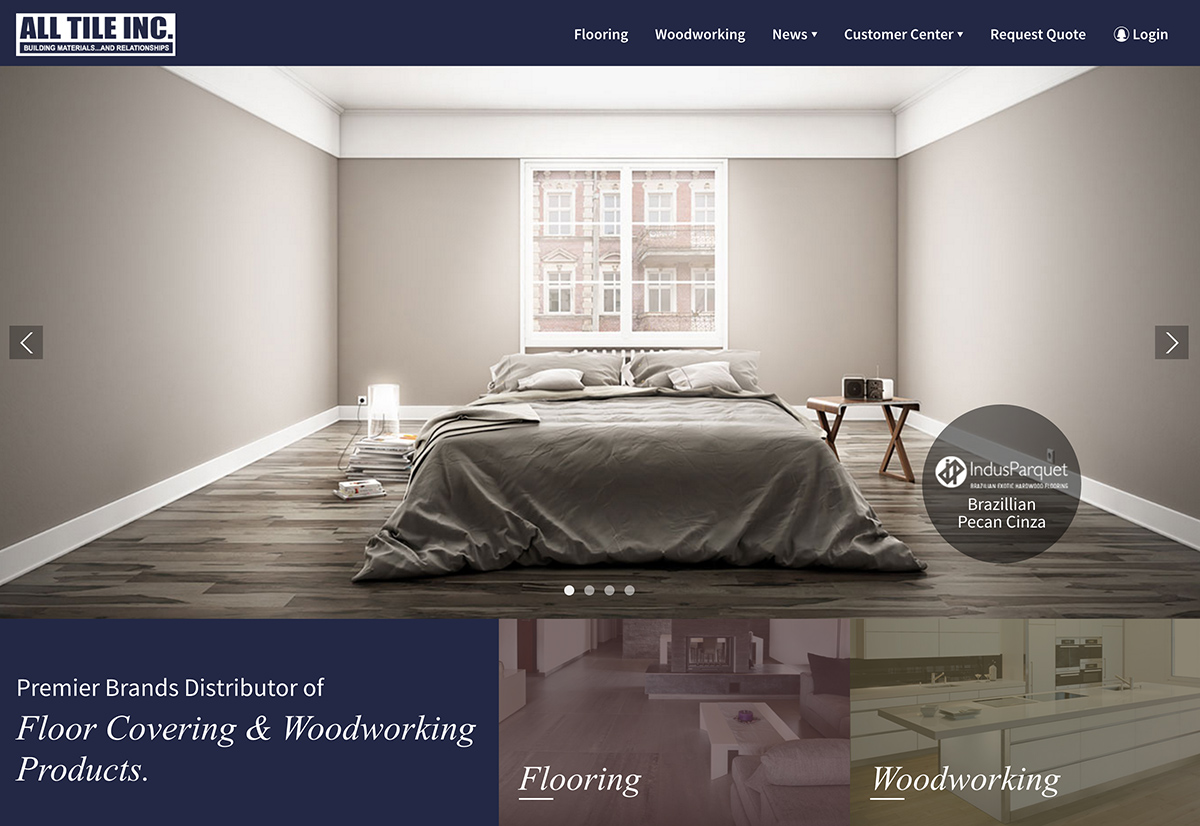 ALL TILE INC.
BUILDING MATERIALS...AND RELATIONSHIPS
Flooring Woodworking News ▾ Customer Center ▾ Request Quote Login
IndusParquet
BRAZILIAN EXOTIC HARDWOOD FLOORING
Brazillian
Pecan Cinza
Premier Brands Distributor of
Floor Covering & Woodworking
Products.
Flooring
Woodworking